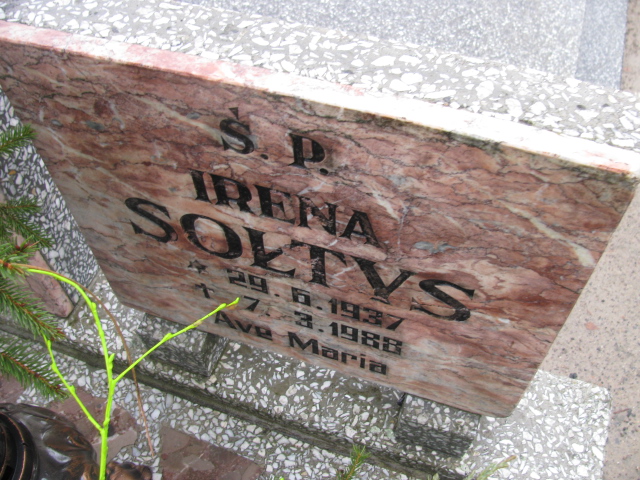 Ś. P.
IRENA
SOŁTYS
* 29. 6. 1937
+ 7. 3. 1988
Ave Maria